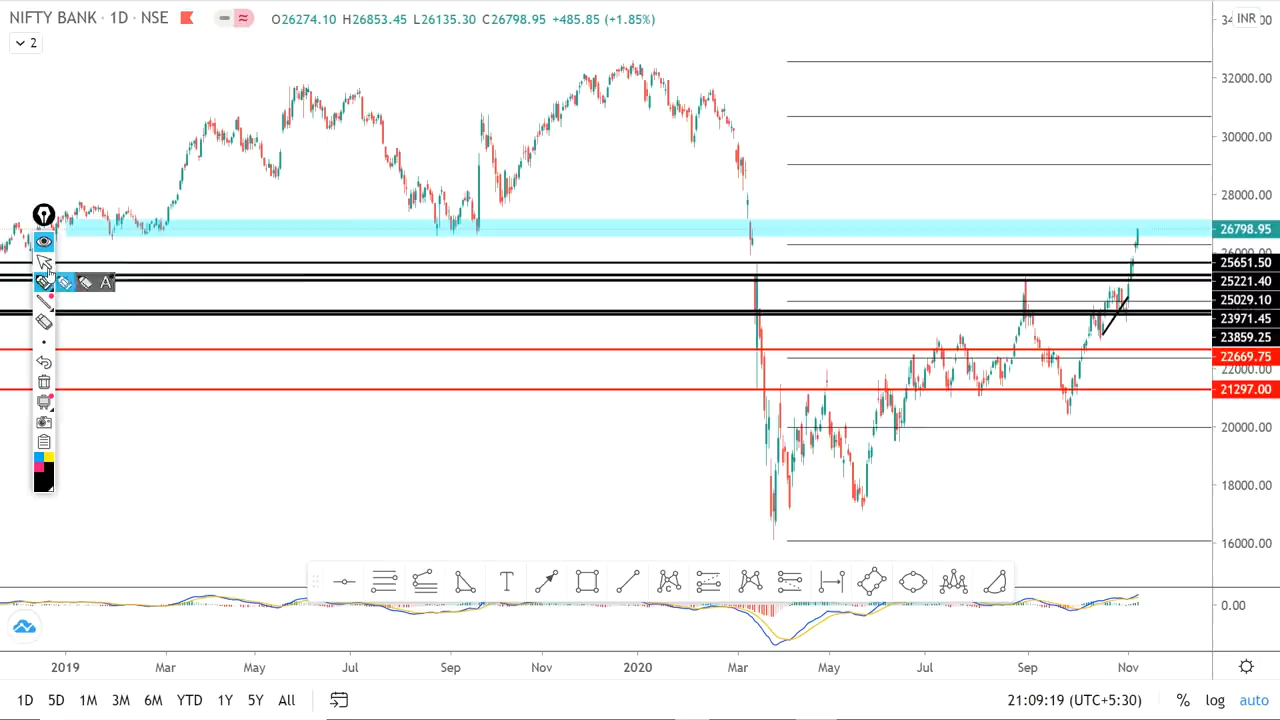 NIFTY BANK · 1D · NSE O26274.10 H26853.45 L26135.30 C26798.95 +485.85 (+1.85%)
INR
2
32000.00
30000.00
28000.00
26798.95
25651.50
25221.40
25029.10
23971.45
23859.25
22669.75
22000.00
21297.00
20000.00
18000.00
16000.00
A
T
0.00
2019 Mar May Jul Sep Nov 2020 Mar May Jul Sep Nov
1D 5D 1M 3M 6M YTD 1Y 5Y All 21:09:19 (UTC+5:30) % log auto